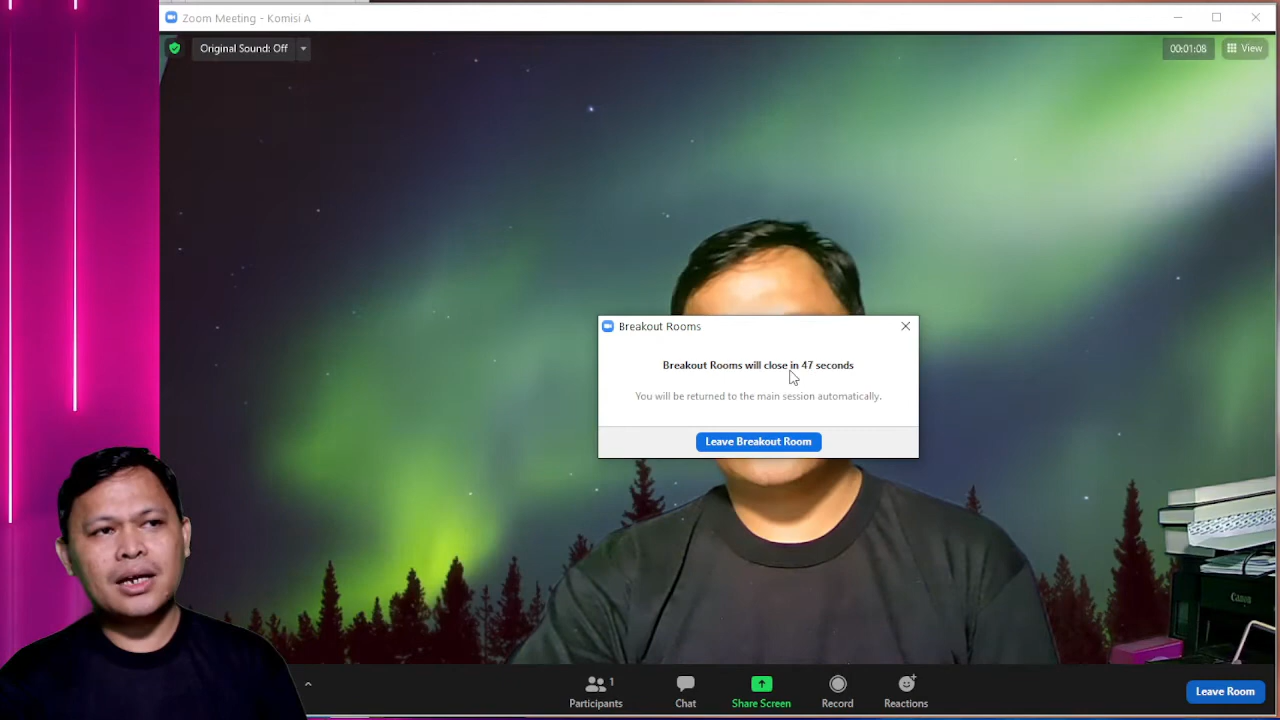 Zoom Meeting - Komisi A
Original Sound: Off
00:01:08
View
Breakout Rooms
Breakout Rooms will close in 47 seconds
You will be returned to the main session automatically.
Leave Breakout Room
Canon
1
Participants
Chat
Share Screen
Record
Reactions
Leave Room